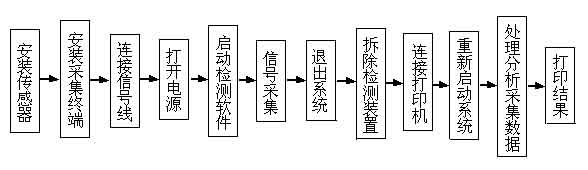 安装传感器
安装采集终端
连接信号线
打开电源
启动检测软件
信号采集
退出系统
拆除检测装置
连接打印机
重新启动系统
处理分析采集数据
打印结果